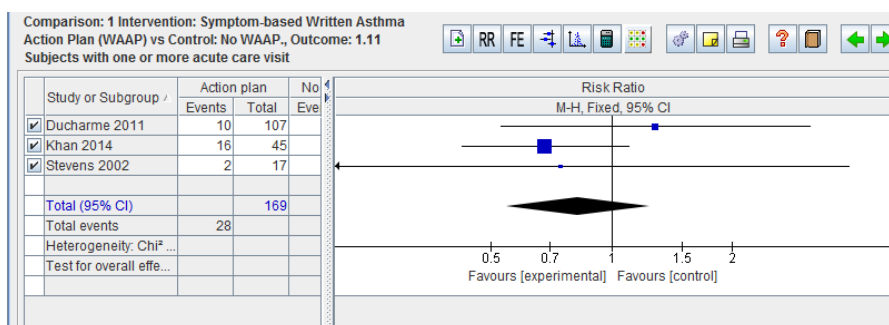 Comparison: 1 Intervention: Symptom-based Written Asthma
Action Plan (WAAP) vs Control: No WAAP., Outcome: 1.11
Subjects with one or more acute care visit
RR FE
Study or Subgroup Action plan No Risk Ratio
Events Total Eve M-H, Fixed, 95% CI
Ducharme 2011 10 107
Khan 2014 16 45
Stevens 2002 2 17
Total (95% CI) 169
Total events 28
Heterogeneity: Chi² ...
Test for overall effe...
0.5 0.7 1 1.5 2
Favours [experimental] Favours [control]